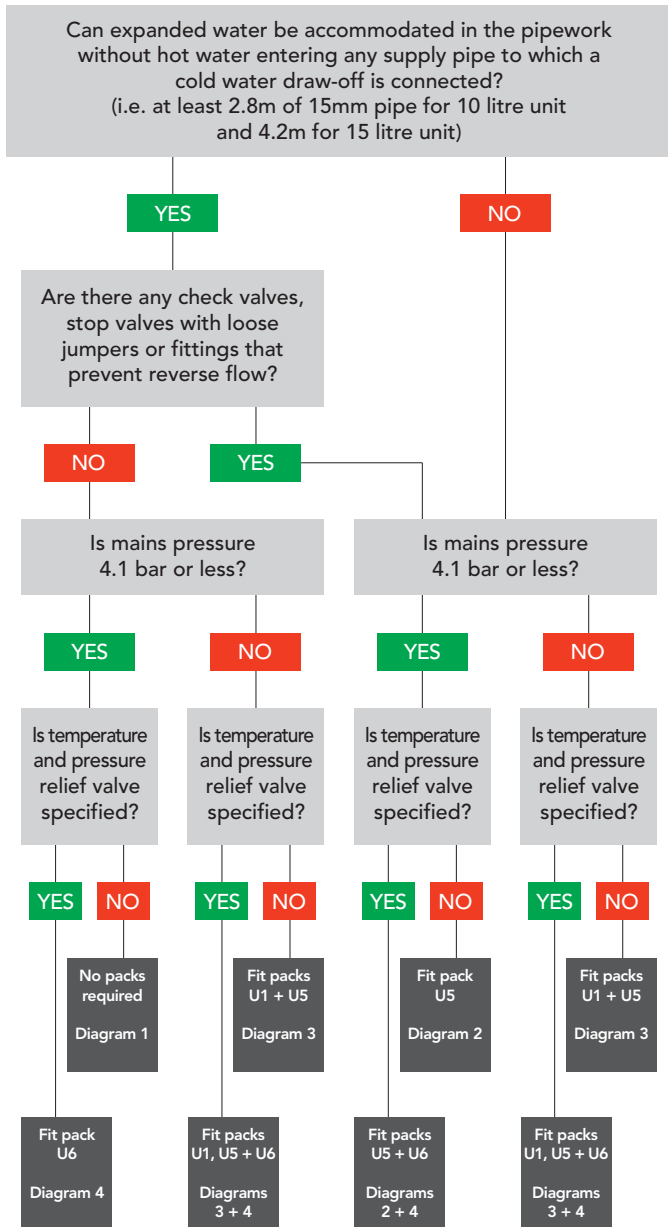 Can expanded water be accommodated in the pipework
without hot water entering any supply pipe to which a
cold water draw-off is connected?
(i.e. at least 2.8m of 15mm pipe for 10 litre unit
and 4.2m for 15 litre unit)
YES
NO
Are there any check valves,
stop valves with loose
jumpers or fittings that
prevent reverse flow?
NO
YES
Is mains pressure
4.1 bar or less?
Is mains pressure
4.1 bar or less?
YES
NO
YES
NO
Is temperature
and pressure
relief valve
specified?
Is temperature
and pressure
relief valve
specified?
Is temperature
and pressure
relief valve
specified?
Is temperature
and pressure
relief valve
specified?
YES
NO
YES
NO
YES
NO
YES
NO
No packs
required
Diagram 1
Fit packs
U1 + U5
Diagram 3
Fit pack
U5
Diagram 2
Fit packs
U1 + U5
Diagram 3
Fit pack
U6
Diagram 4
Fit packs
U1, U5 + U6
Diagrams
3 + 4
Fit packs
U5 + U6
Diagrams
2 + 4
Fit packs
U1, U5 + U6
Diagrams
3 + 4